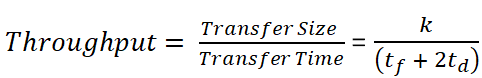 Throughput = Transfer Size / Transfer Time = k / (t_f + 2t_d)